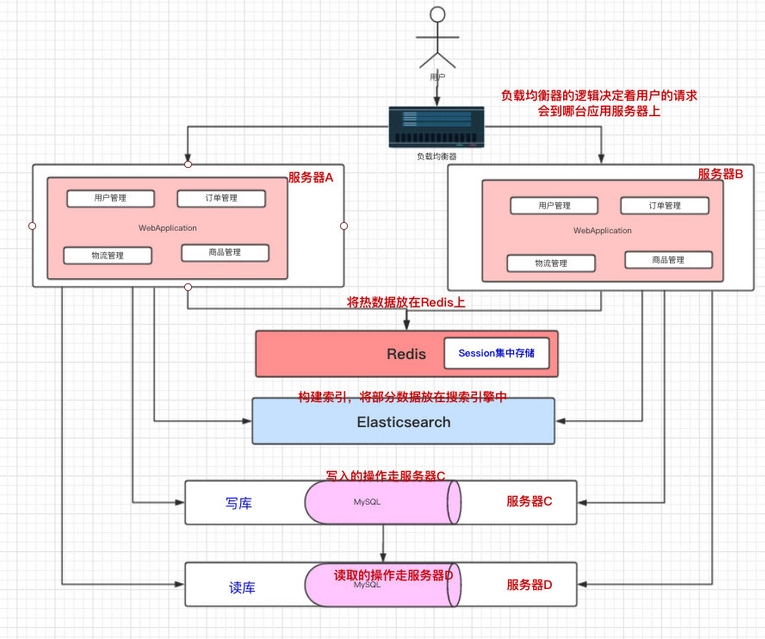 用户
负载均衡器的逻辑决定着用户的请求
会到哪台应用服务器上
负载均衡器
服务器A
用户管理
订单管理
WebApplication
物流管理
商品管理
服务器B
用户管理
订单管理
WebApplication
物流管理
商品管理
将热数据放在Redis上
Redis
Session集中存储
构建索引，将部分数据放在搜索引擎中
Elasticsearch
写入的操作走服务器C
写库
MySQL
服务器C
读取的操作走服务器D
读库
MySQL
服务器D